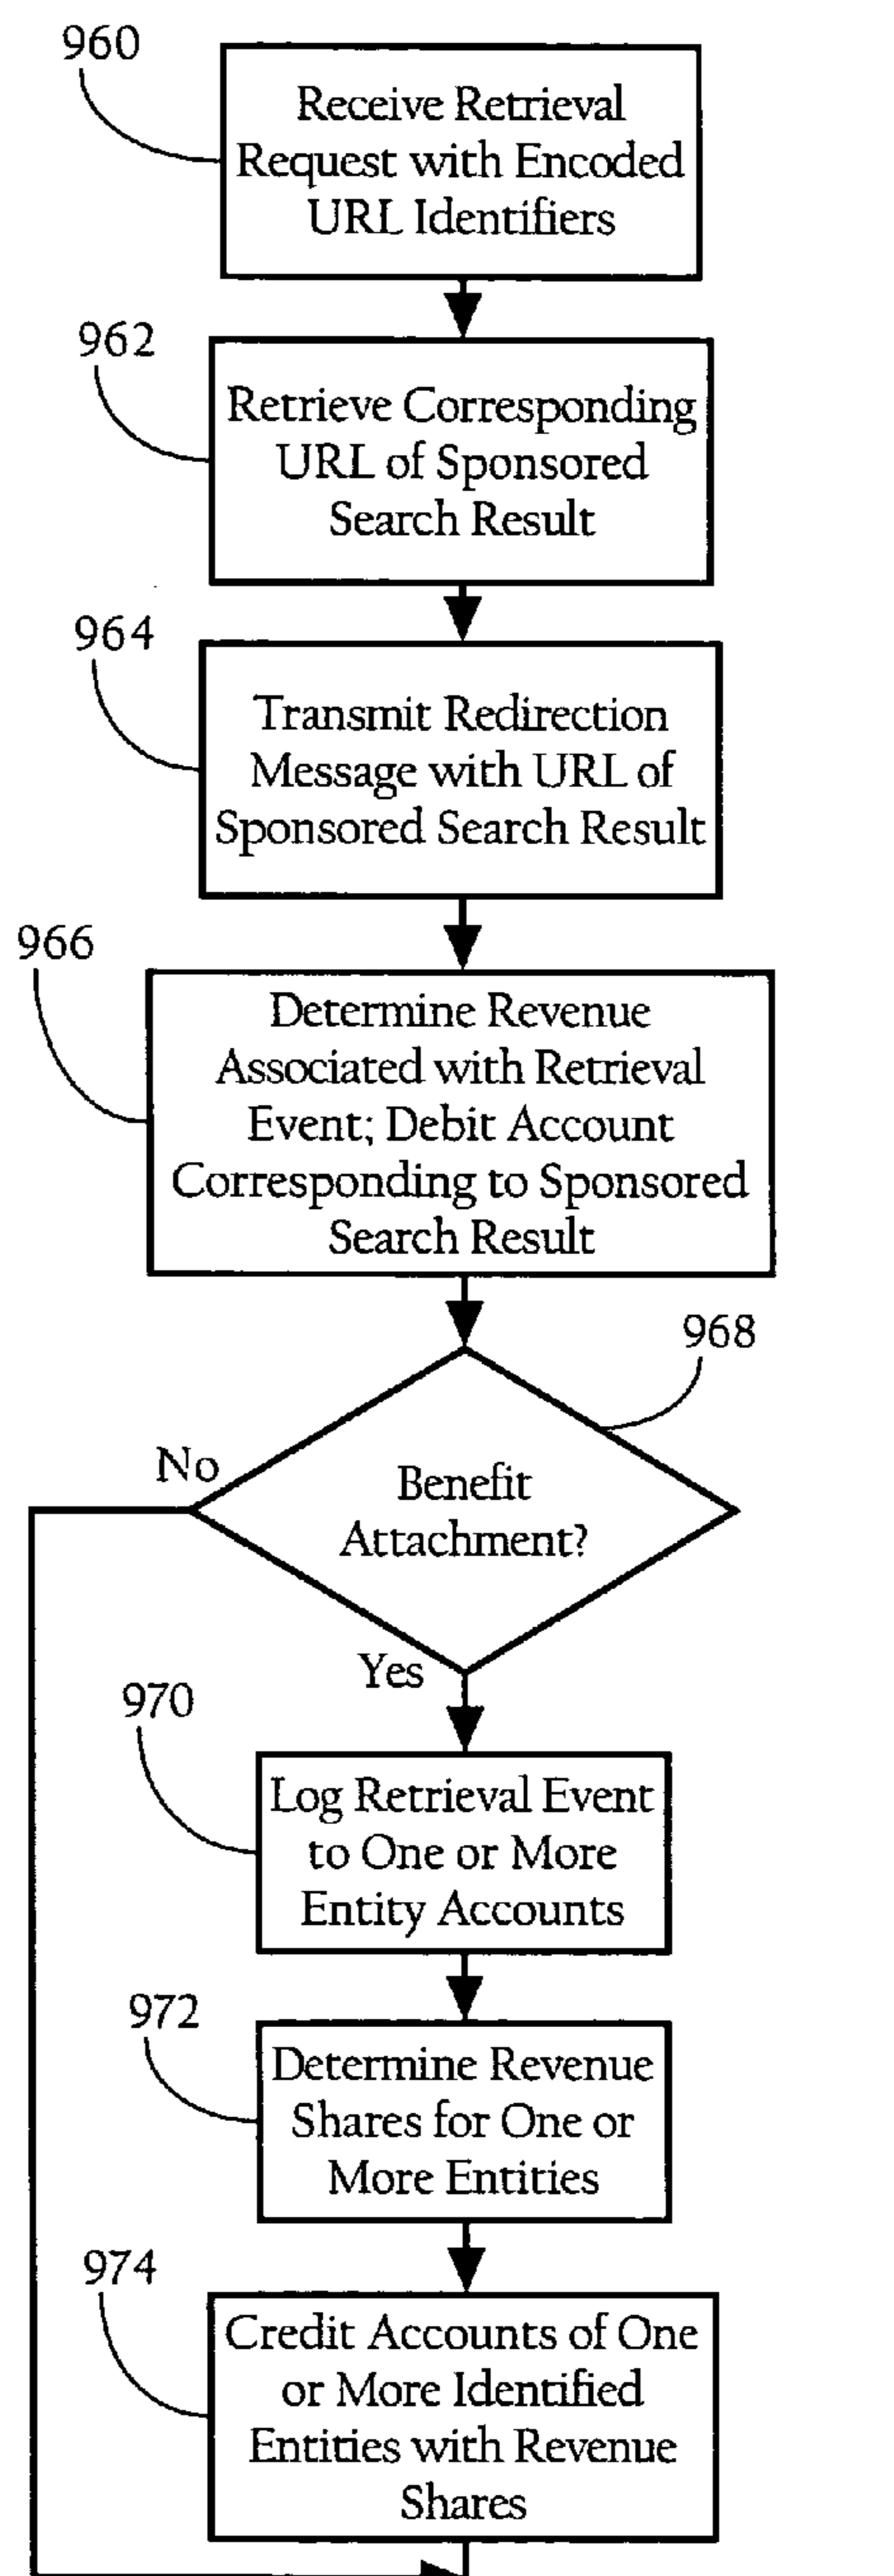 960
Receive Retrieval
Request with Encoded
URL Identifiers
962
Retrieve Corresponding
URL of Sponsored
Search Result
964
Transmit Redirection
Message with URL of
Sponsored Search Result
966
Determine Revenue
Associated with Retrieval
Event; Debit Account
Corresponding to Sponsored
Search Result
968
No
Benefit
Attachment?
Yes
970
Log Retrieval Event
to One or More
Entity Accounts
972
Determine Revenue
Shares for One or
More Entities
974
Credit Accounts of One
or More Identified
Entities with Revenue
Shares